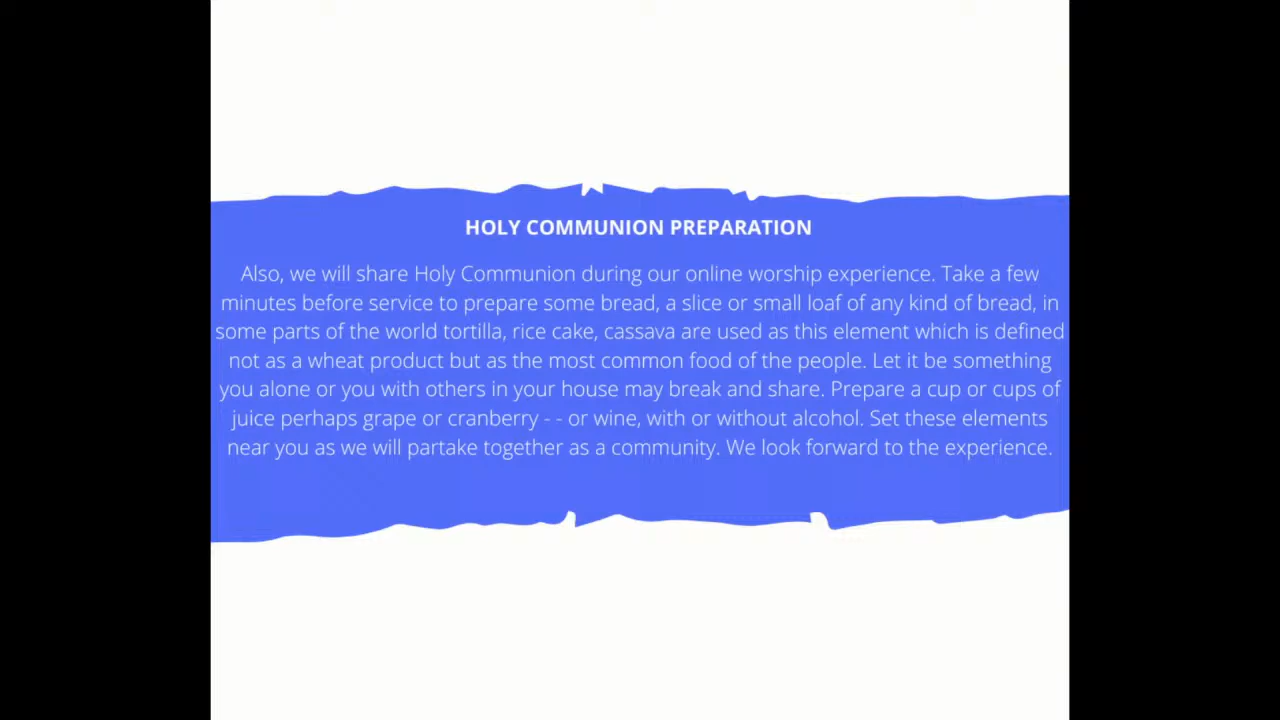 HOLY COMMUNION PREPARATION
Also, we will share Holy Communion during our online worship experience. Take a few
minutes before service to prepare some bread, a slice or small loaf of any kind of bread, in
some parts of the world tortilla, rice cake, cassava are used as this element which is defined
not as a wheat product but as the most common food of the people. Let it be something
you alone or you with others in your house may break and share. Prepare a cup or cups of
juice perhaps grape or cranberry - - or wine, with or without alcohol. Set these elements
near you as we will partake together as a community. We look forward to the experience.